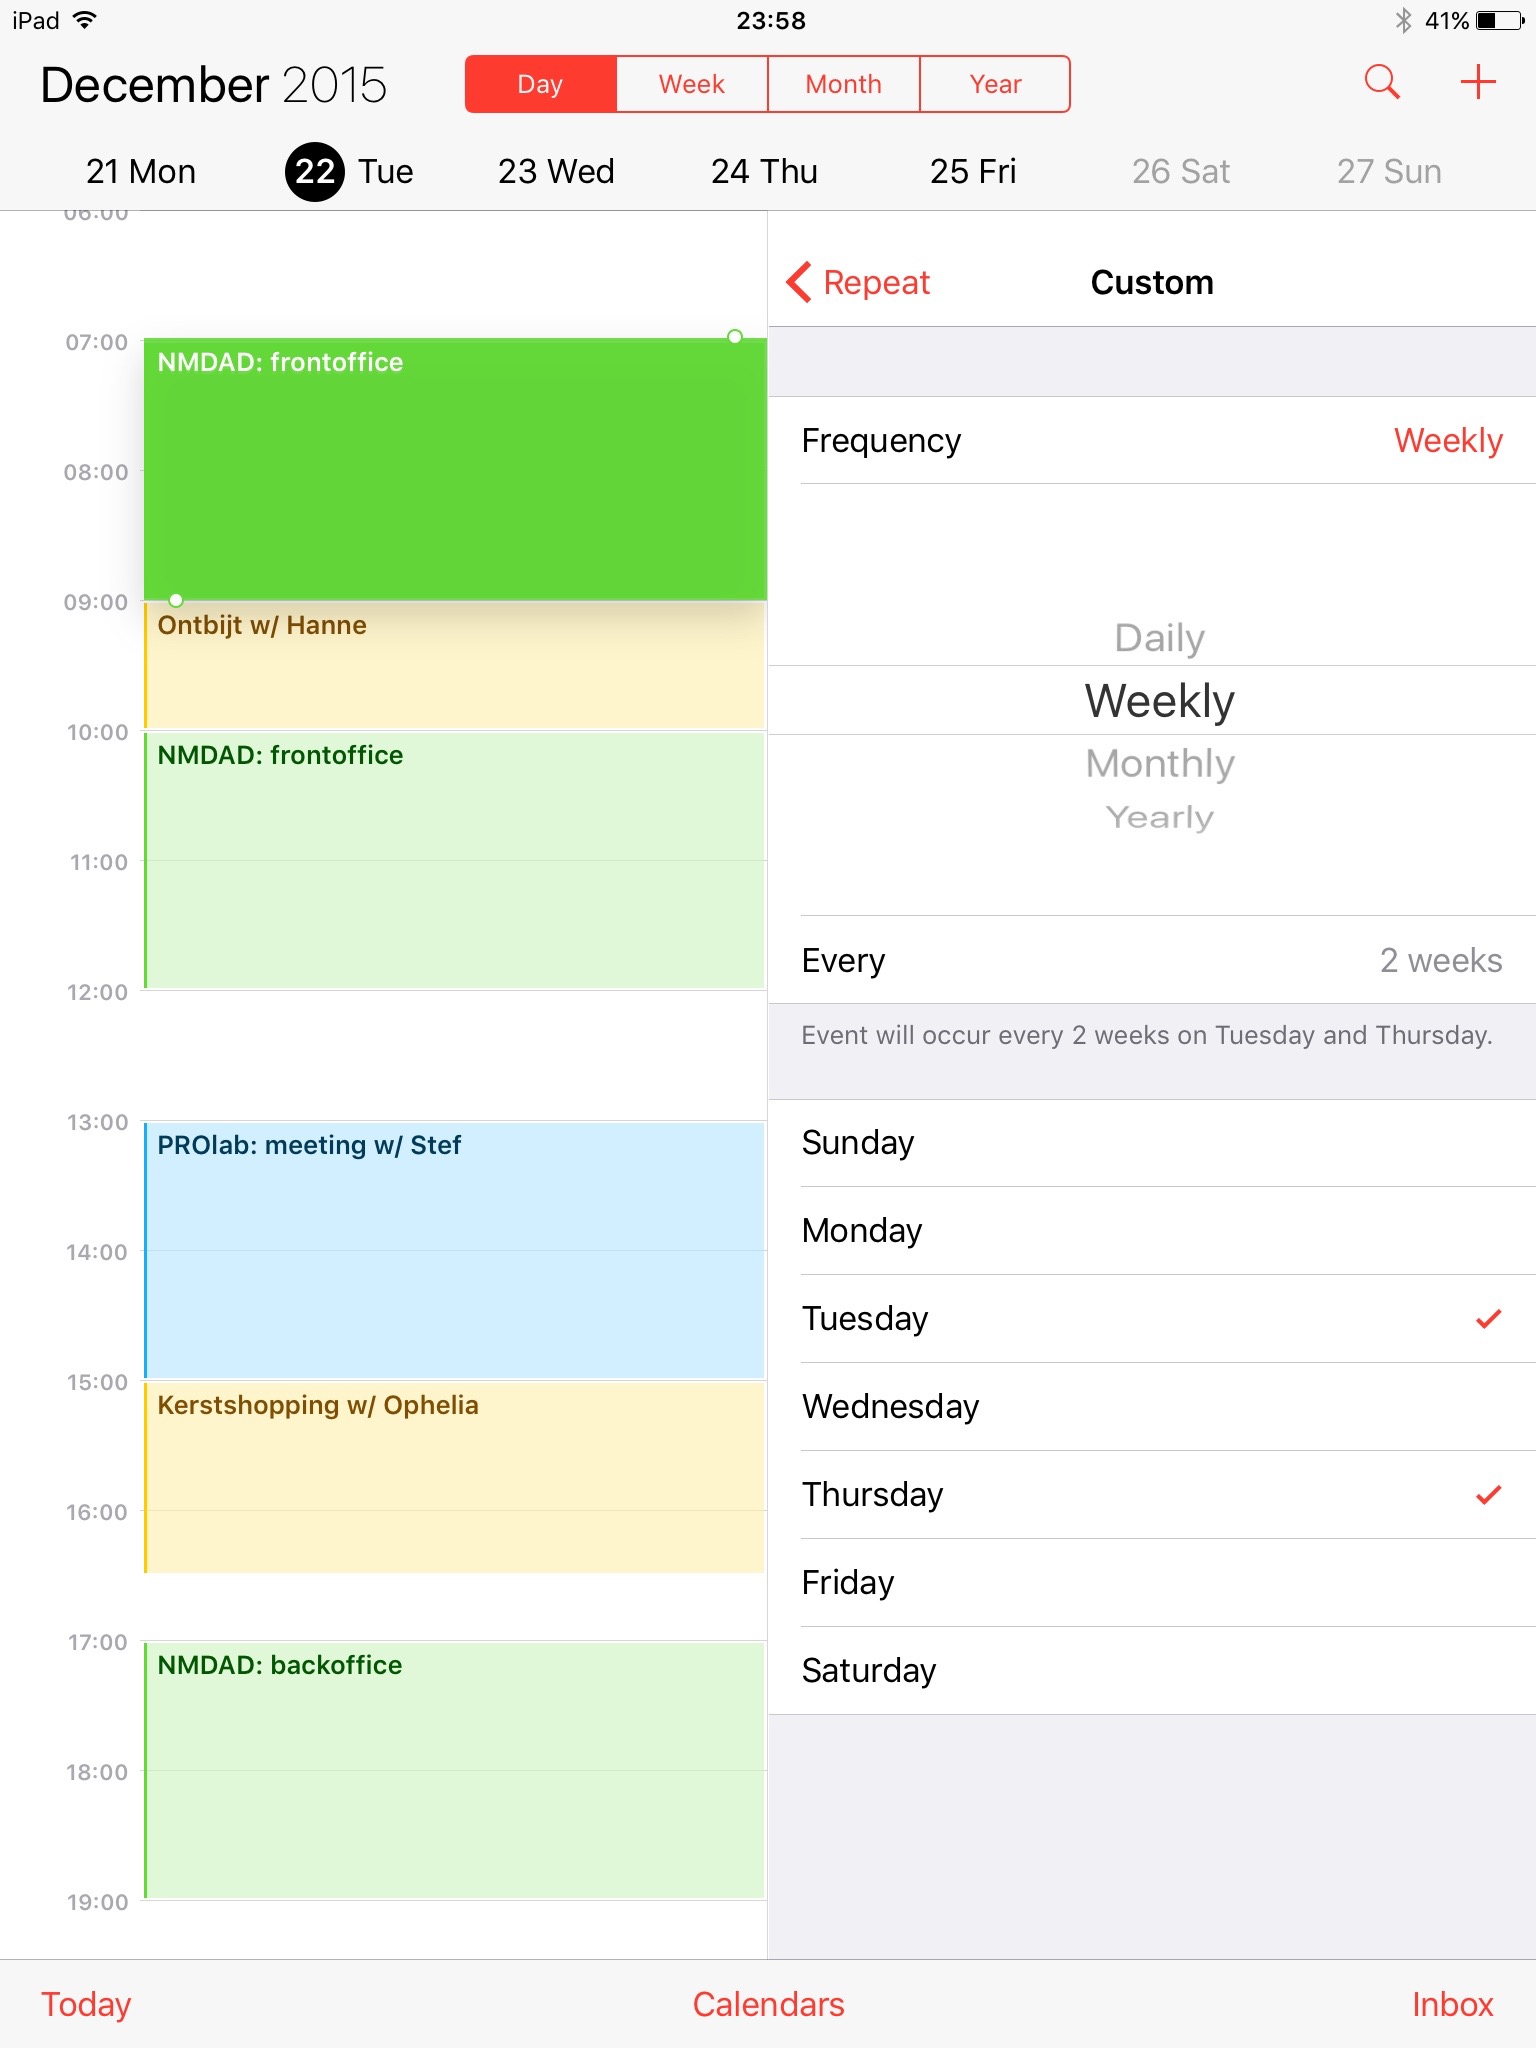 iPad 23:58 41%
December 2015 Day Week Month Year
21 Mon 22 Tue 23 Wed 24 Thu 25 Fri 26 Sat 27 Sun
06:00
07:00
NMDAD: frontoffice
08:00
09:00
Ontbijt w/ Hanne
10:00
NMDAD: frontoffice
11:00
12:00
13:00
PROlab: meeting w/ Stef
14:00
15:00
Kerstshopping w/ Ophelia
16:00
17:00
NMDAD: backoffice
18:00
19:00
Repeat Custom
Frequency Weekly
Daily
Weekly
Monthly
Yearly
Every 2 weeks
Event will occur every 2 weeks on Tuesday and Thursday.
Sunday
Monday
Tuesday
Wednesday
Thursday
Friday
Saturday
Today Calendars Inbox